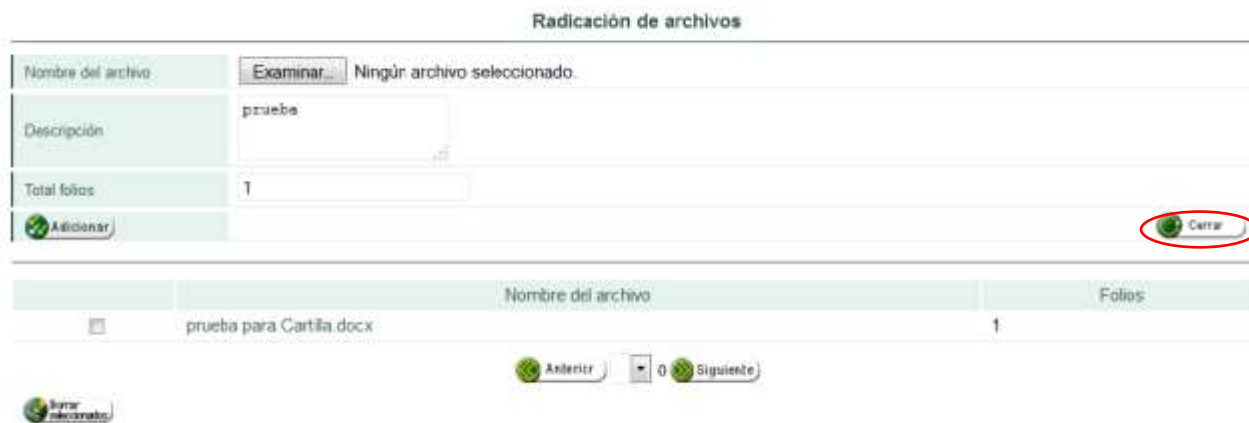 Radicación de archivos
Nombre del archivo Examinar... Ningún archivo seleccionado.
Descripción prueba
Total folios 1
Adicionar Cerrar
Nombre del archivo Folios
prueba para Cartilla.docx 1
Anterior 0 Siguiente
Borrar
seleccionados